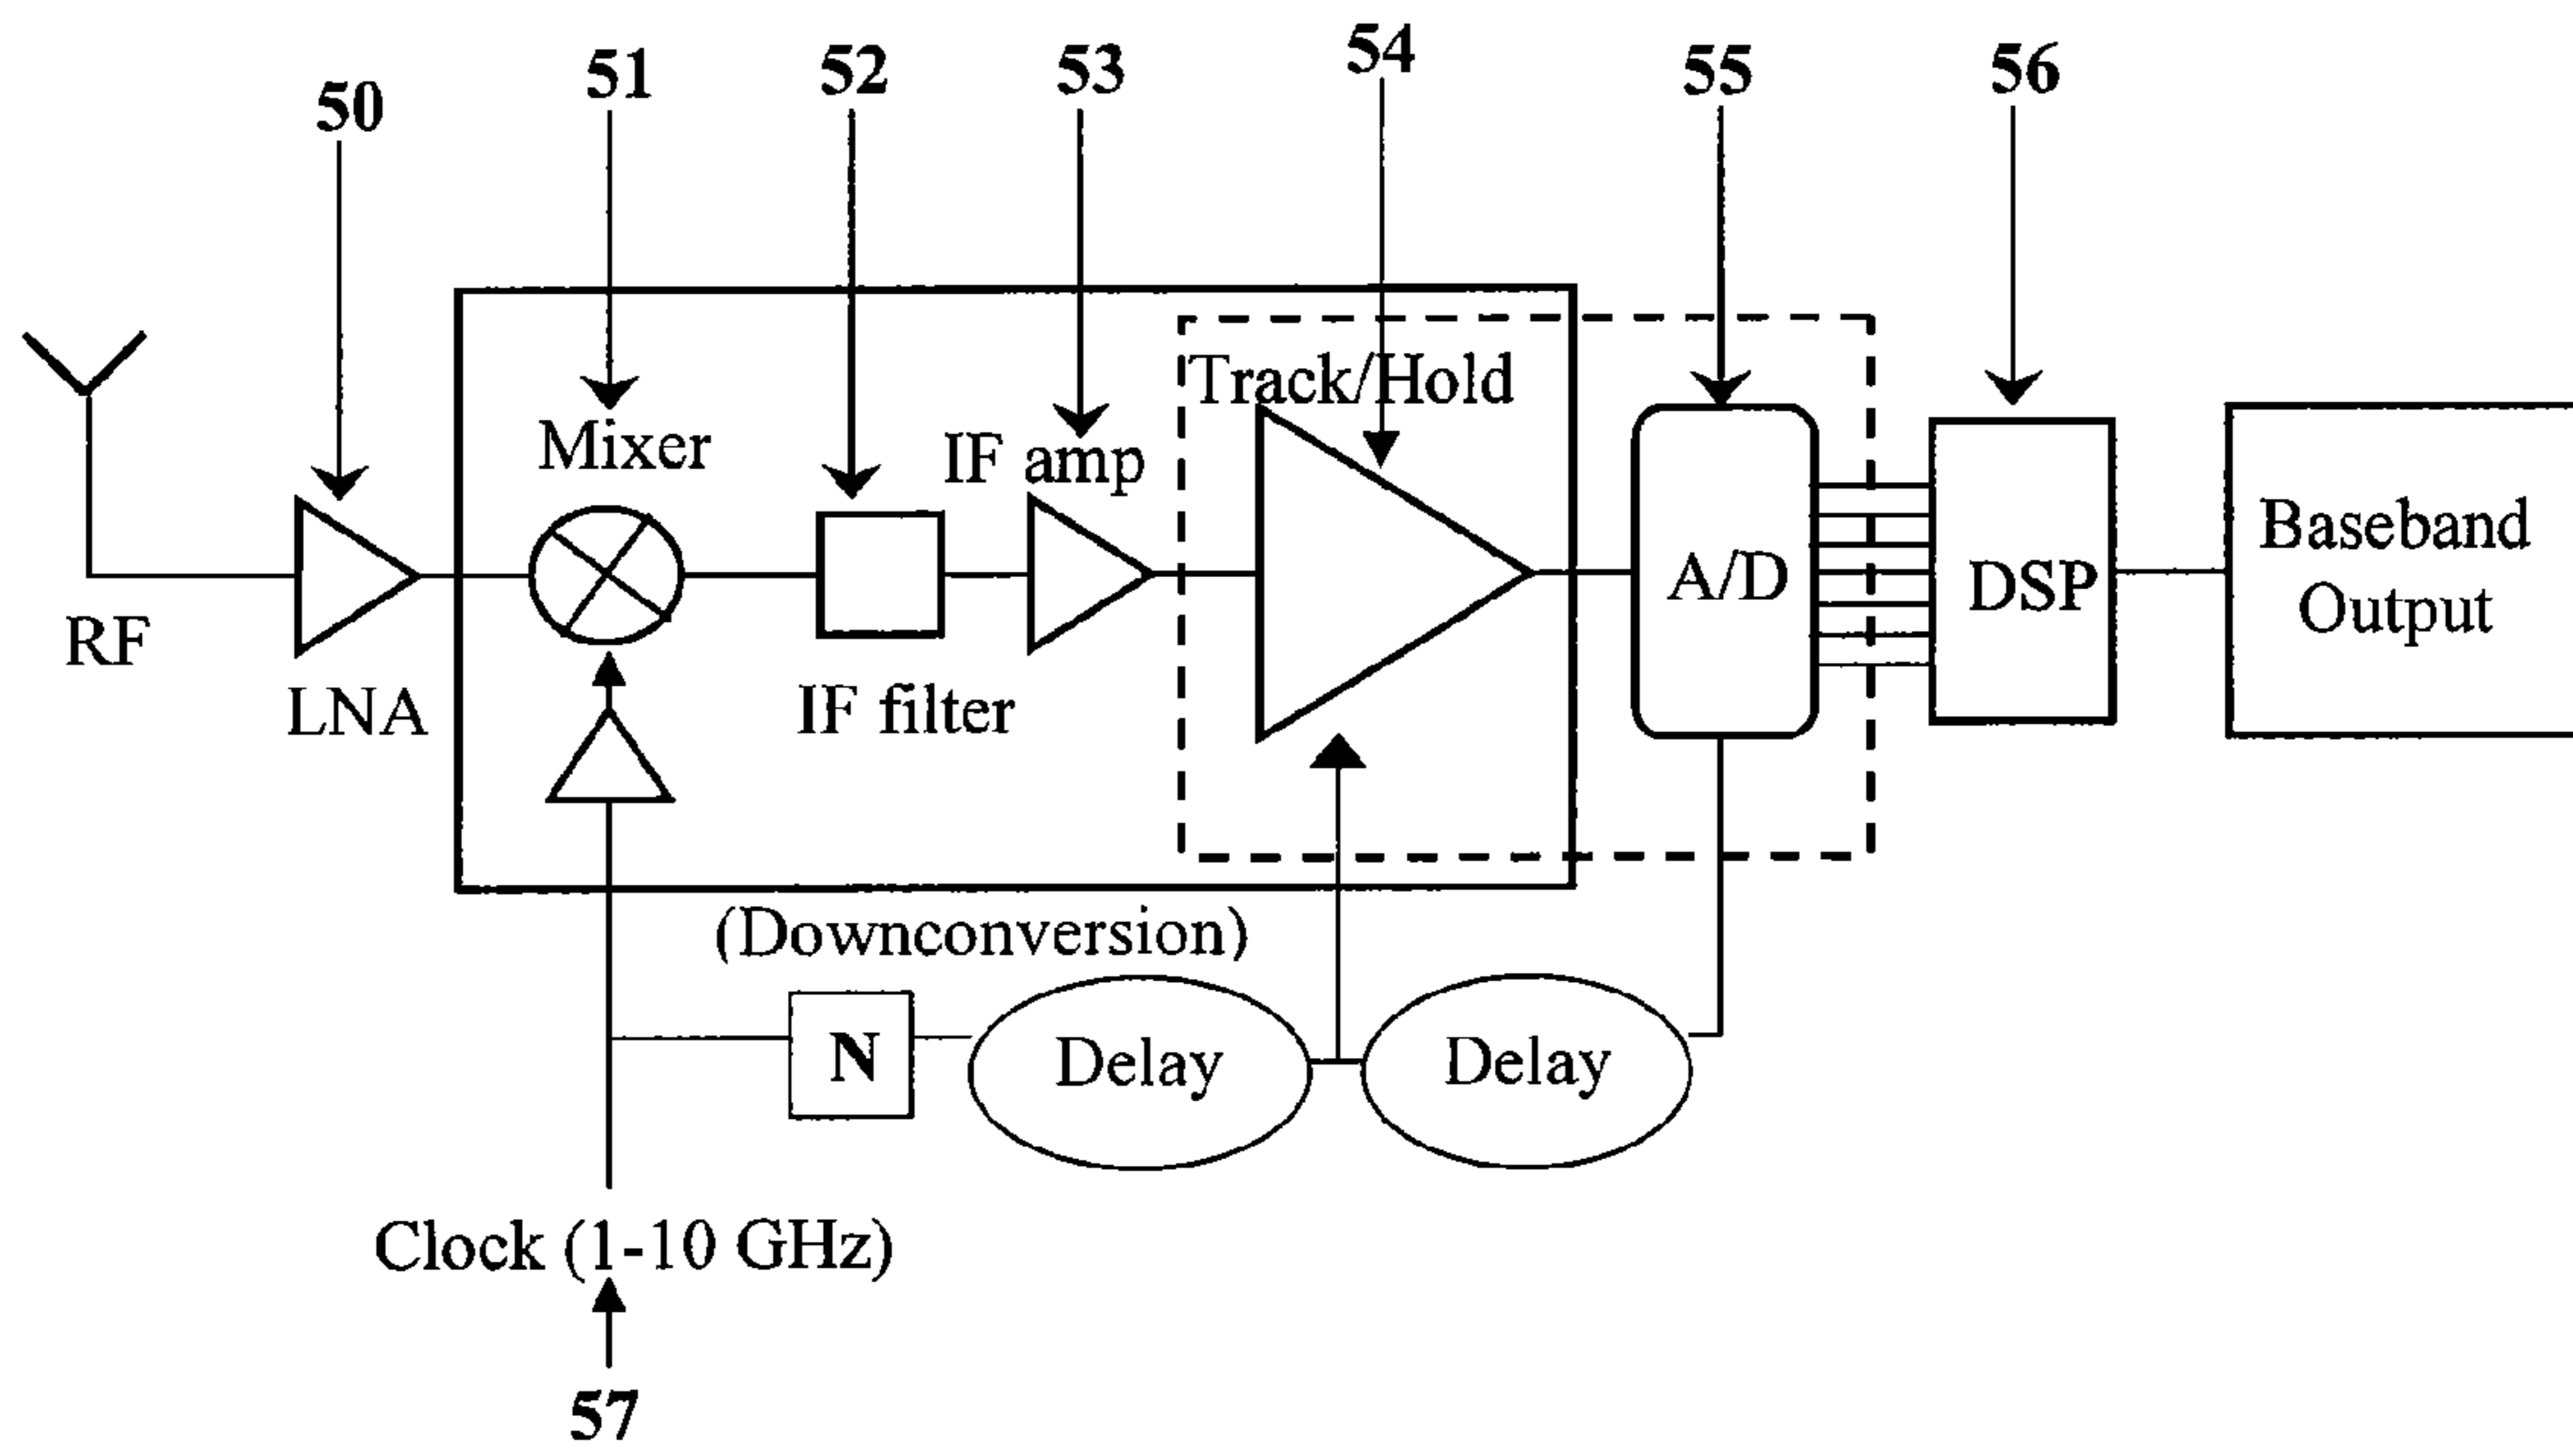 54
51
52
53
55
56
50
Track/Hold
Mixer
IF amp
Baseband
Output
A/D
DSP
RF
LNA
IF filter
(Downconversion)
N
Delay
Delay
Clock (1-10 GHz)
57